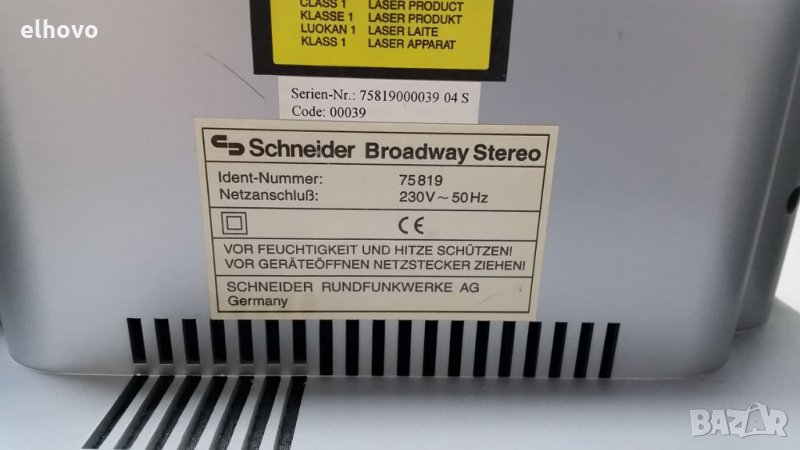 elhovo
CLASS 1 LASER PRODUCT
KLASSE 1 LASER PRODUKT
LUOKAN 1 LASER LAITE
KLASS 1 LASER APPARAT
Serien-Nr.: 75819000039 04 S
Code: 00039
Schneider Broadway Stereo
Ident-Nummer: 75819
Netzanschluß: 230V ~ 50Hz
CE
VOR FEUCHTIGKEIT UND HITZE SCHÜTZEN!
VOR GERÄTEÖFFNEN NETZSTECKER ZIEHEN!
SCHNEIDER RUNDFUNKWERKE AG
Germany
BAZAR